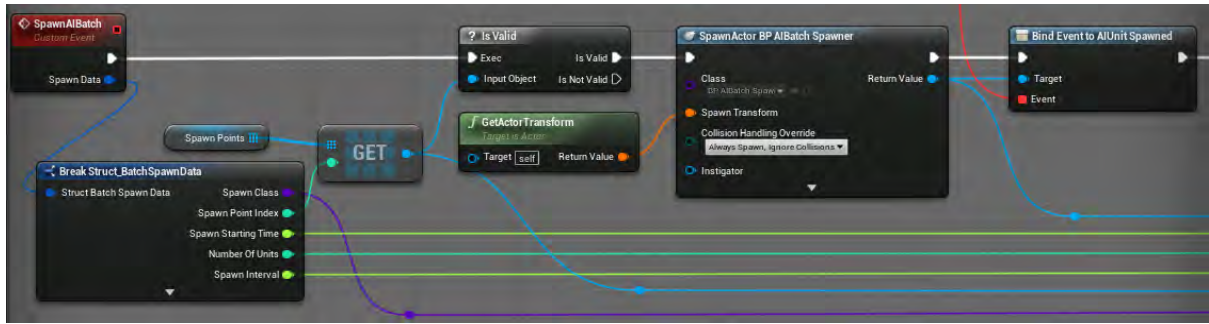 SpawnAIBatch
Custom Event
Spawn Data
Spawn Points
GET
Break Struct_BatchSpawnData
Struct Batch Spawn Data
Spawn Class
Spawn Point Index
Spawn Starting Time
Number Of Units
Spawn Interval
? Is Valid
Exec
Is Valid
Input Object
Is Not Valid
f GetActorTransform
Target is Actor
Target self
Return Value
SpawnActor BP AIBatch Spawner
Class
Return Value
BP AIBatch Spawn
Spawn Transform
Collision Handling Override
Always Spawn, Ignore Collisions
Instigator
Bind Event to AIUnit Spawned
Target
Event